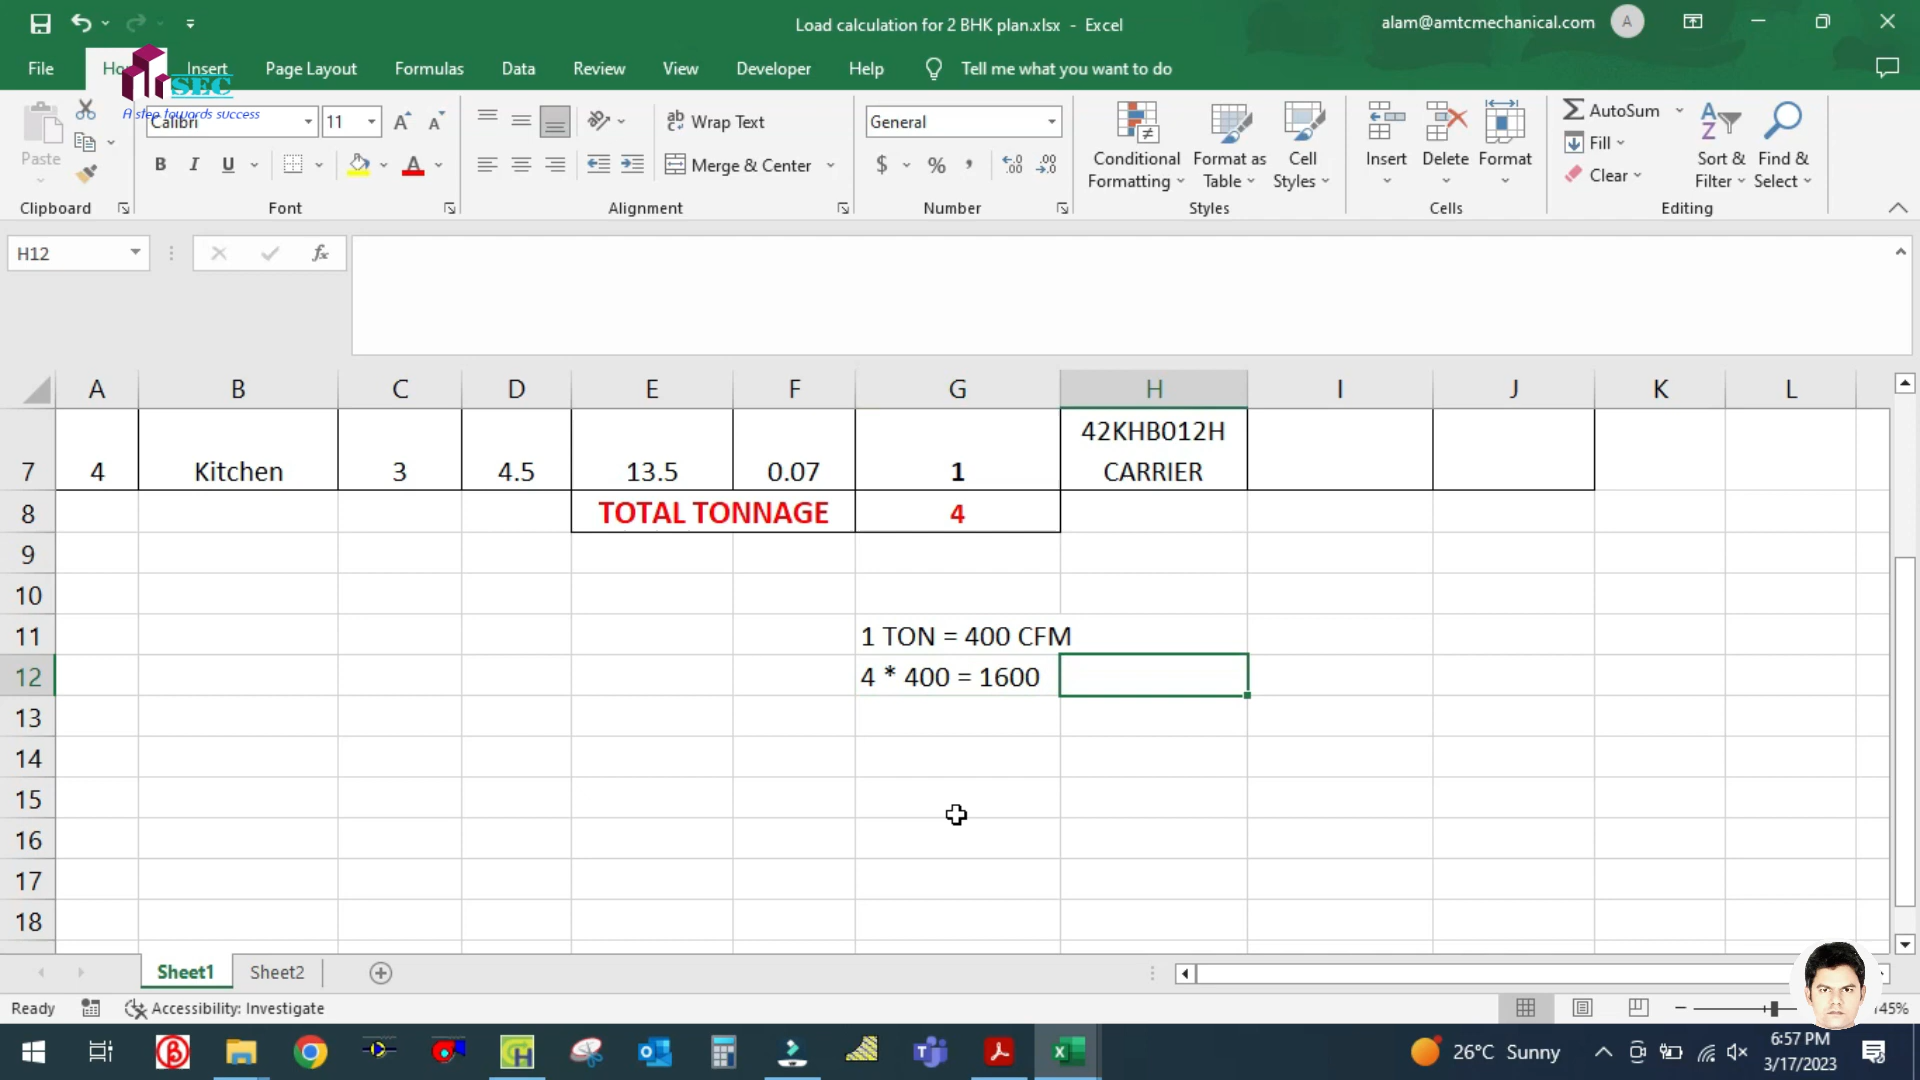 Load calculation for 2 BHK plan.xlsx - Excel
alam@amtcmechanical.com
A
File
Insert
Page Layout
Formulas
Data
Review
View
Developer
Help
Tell me what you want to do
SEC
A step towards success
Paste
Calibri
11
A A
B I U
A
ab Wrap Text
Merge & Center
General
$ % ,
Conditional Formatting
Format as Table
Cell Styles
Insert
Delete
Format
AutoSum
Fill
Clear
Sort & Filter
Find & Select
Clipboard
Font
Alignment
Number
Styles
Cells
Editing
H12
fx
A B C D E F G H I J K L
7 4 Kitchen 3 4.5 13.5 0.07 1 42KHB012H CARRIER
8 TOTAL TONNAGE 4
9
10
11 1 TON = 400 CFM
12 4 * 400 = 1600
13
14
15
16
17
18
Sheet1
Sheet2
Ready
Accessibility: Investigate
26°C Sunny
6:57 PM
3/17/2023